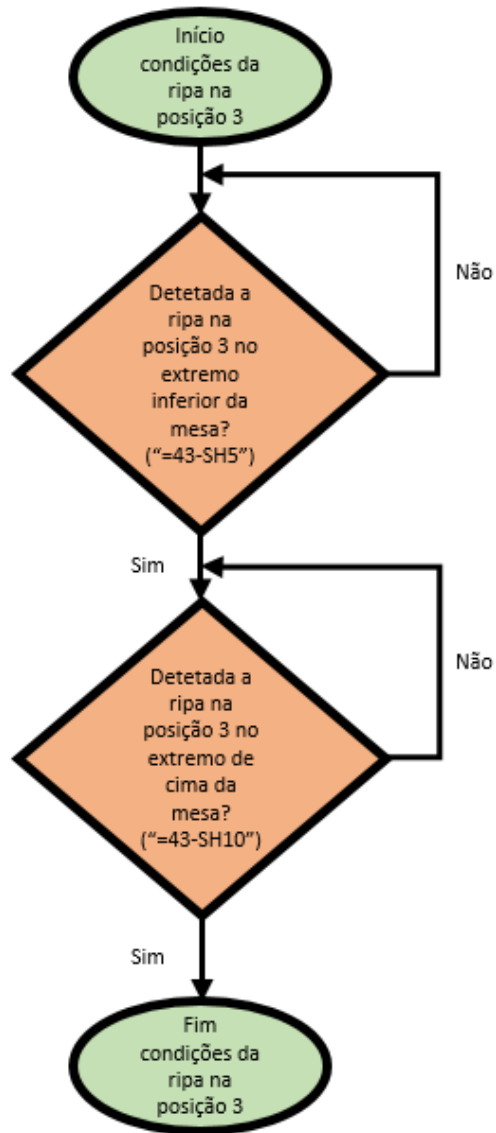 Início
condições da
ripa na
posição 3
Não
Detetada a
ripa na
posição 3 no
extremo
inferior da
mesa?
(“=43-SH5”)
Sim
Não
Detetada a
ripa na
posição 3 no
extremo de
cima da
mesa?
(“=43-SH10”)
Sim
Fim
condições da
ripa na
posição 3